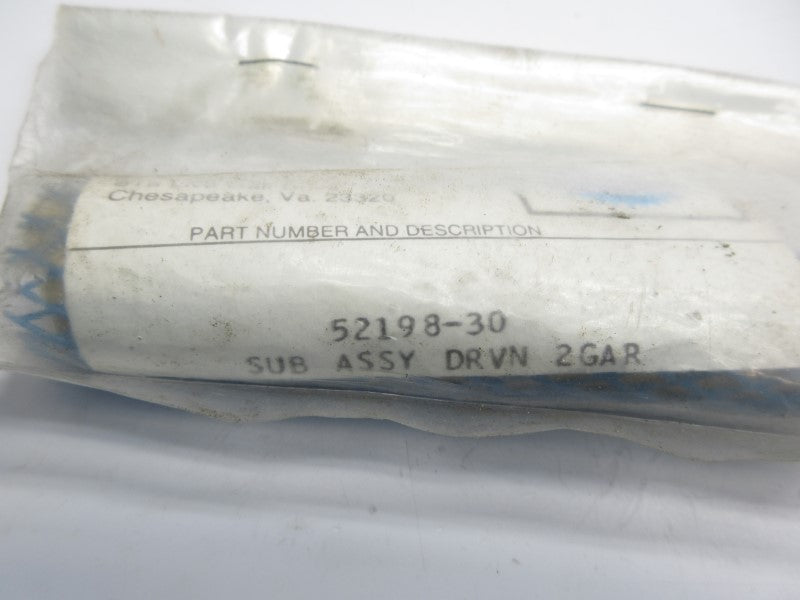 Chesapeake, Va. 23320
PART NUMBER AND DESCRIPTION
52198-30
SUB ASSY DRVN 2GAR